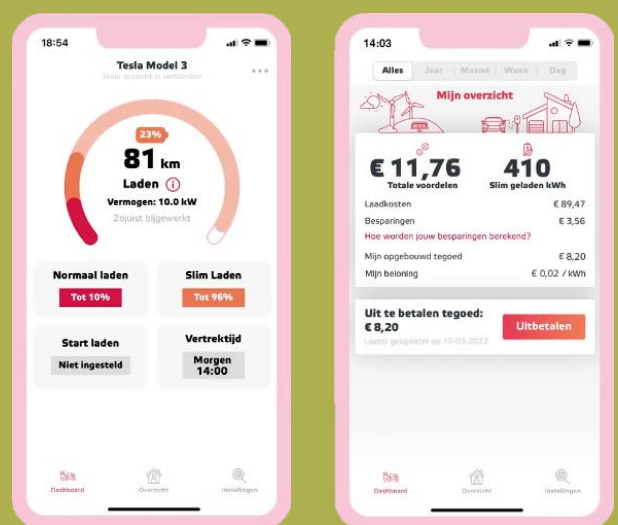 18:54
Tesla Model 3
Tesla account is verbonden
23%
81 km
Laden
Vermogen: 10.0 kW
Zojuist bijgewerkt
Normaal laden
Tot 10%
Slim Laden
Tot 96%
Start laden
Niet ingesteld
Vertrektijd
Morgen
14:00
Dashboard
Overzicht
Instellingen
14:03
Alles Jaar Maand Week Dag
Mijn overzicht
€ 11,76
Totale voordelen
410
Slim geladen kWh
Laadkosten € 89,47
Besparingen € 3,56
Hoe worden jouw besparingen berekend?
Mijn opgebouwd tegoed € 8,20
Mijn beloning € 0,02 / kWh
Uit te betalen tegoed:
€ 8,20
Laatst geüpdatet op 10-03-2022
Uitbetalen
Dashboard
Overzicht
Instellingen